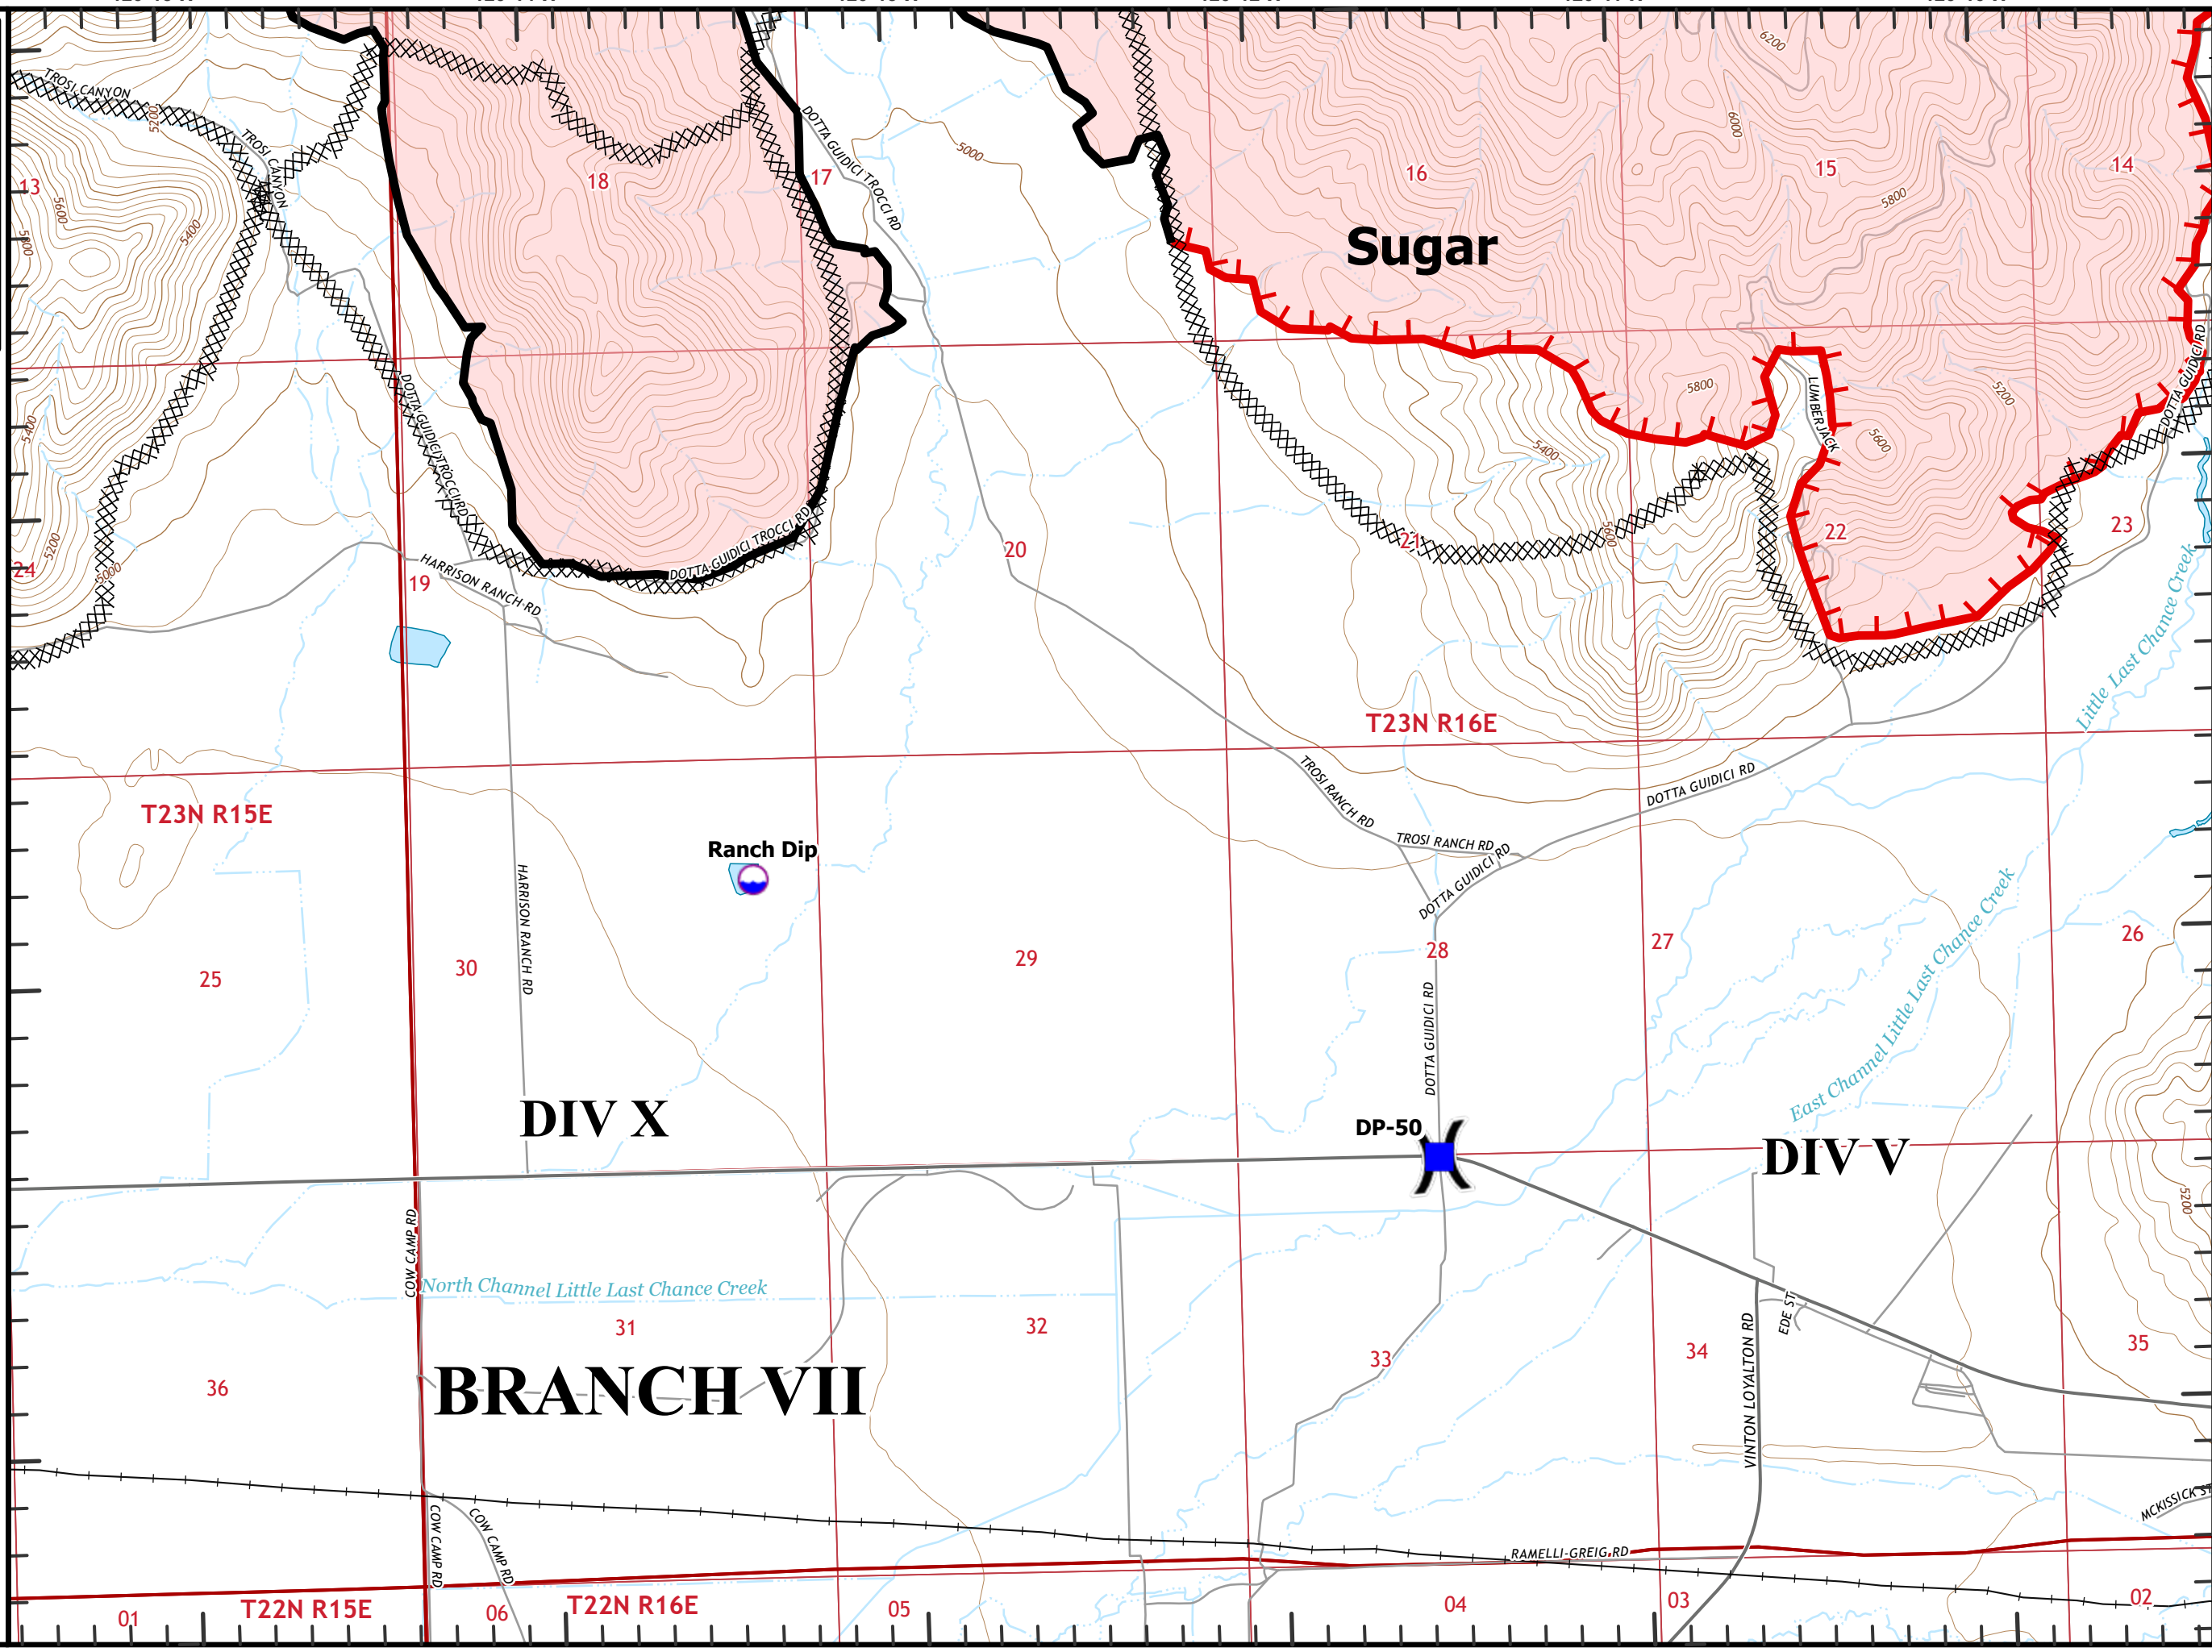 TROSI CANYON
5200
TROSI CANYON
DOTTA GUIDICI TROCCI RD
5000
6200
6000
13
18
17
16
15
14
5600
5400
5800
5800
Sugar
DOTTA GUIDICI TROCCI RD
LUMBERJACK
5800
5200
DOTTA GUIDICI RD
5400
5600
5400
5600
5200
5000
24
19
HARRISON RANCH RD
DOTTA GUIDICI TROCCI RD
20
21
22
23
Little Last Chance Creek
T23N R16E
T23N R15E
TROSI RANCH RD
DOTTA GUIDICI RD
TROSI RANCH RD
DOTTA GUIDICI RD
Ranch Dip
HARRISON RANCH RD
25
30
29
28
27
26
DOTTA GUIDICI RD
East Channel Little Last Chance Creek
DIV X
DP-50
DIV V
5200
COW CAMP RD
North Channel Little Last Chance Creek
31
32
33
34
35
36
EDE ST
VINTON LOYALTON RD
BRANCH VII
MCKISSICK ST
COW CAMP RD
COW CAMP RD
RAMELLI-GREIG RD
01
T22N R15E
06
T22N R16E
05
04
03
02